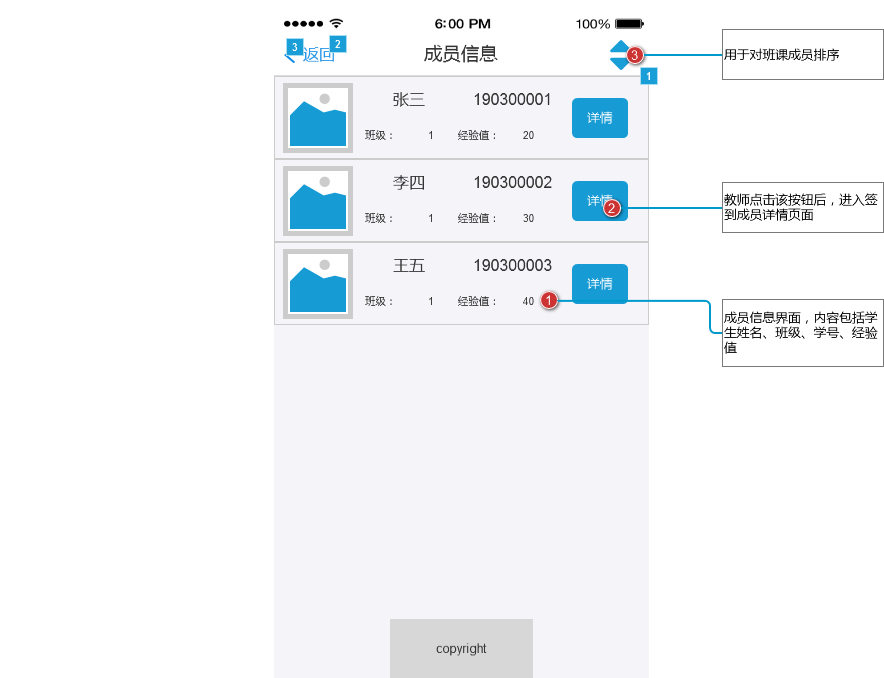 6:00 PM 100%
3 返回 2 成员信息 3 用于对班课成员排序
1
张三 190300001 详情
班级： 1 经验值： 20
李四 190300002 详情
2 教师点击该按钮后，进入签
到成员详情页面
班级： 1 经验值： 30
王五 190300003 详情
班级： 1 经验值： 40 1
成员信息界面，内容包括学
生姓名、班级、学号、经验
值
copyright